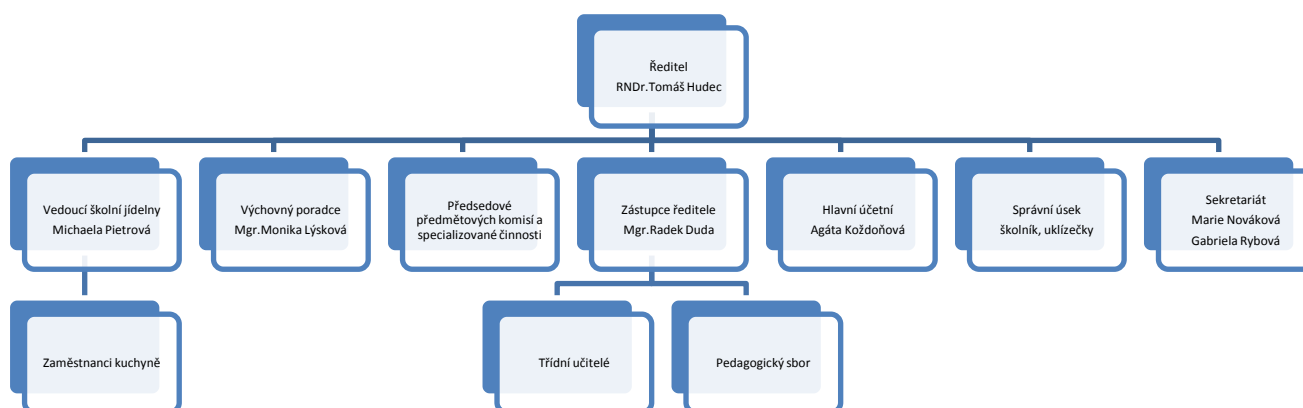 Ředitel
RNDr.Tomáš Hudec
Vedoucí školní jídelny
Michaela Pietrová
Výchovný poradce
Mgr.Monika Lýsková
Předsedové
předmětových komisí a
specializované činnosti
Zástupce ředitele
Mgr.Radek Duda
Hlavní účetní
Agáta Koždoňová
Správní úsek
školník, uklízečky
Sekretariát
Marie Nováková
Gabriela Rybová
Zaměstnanci kuchyně
Třídní učitelé
Pedagogický sbor